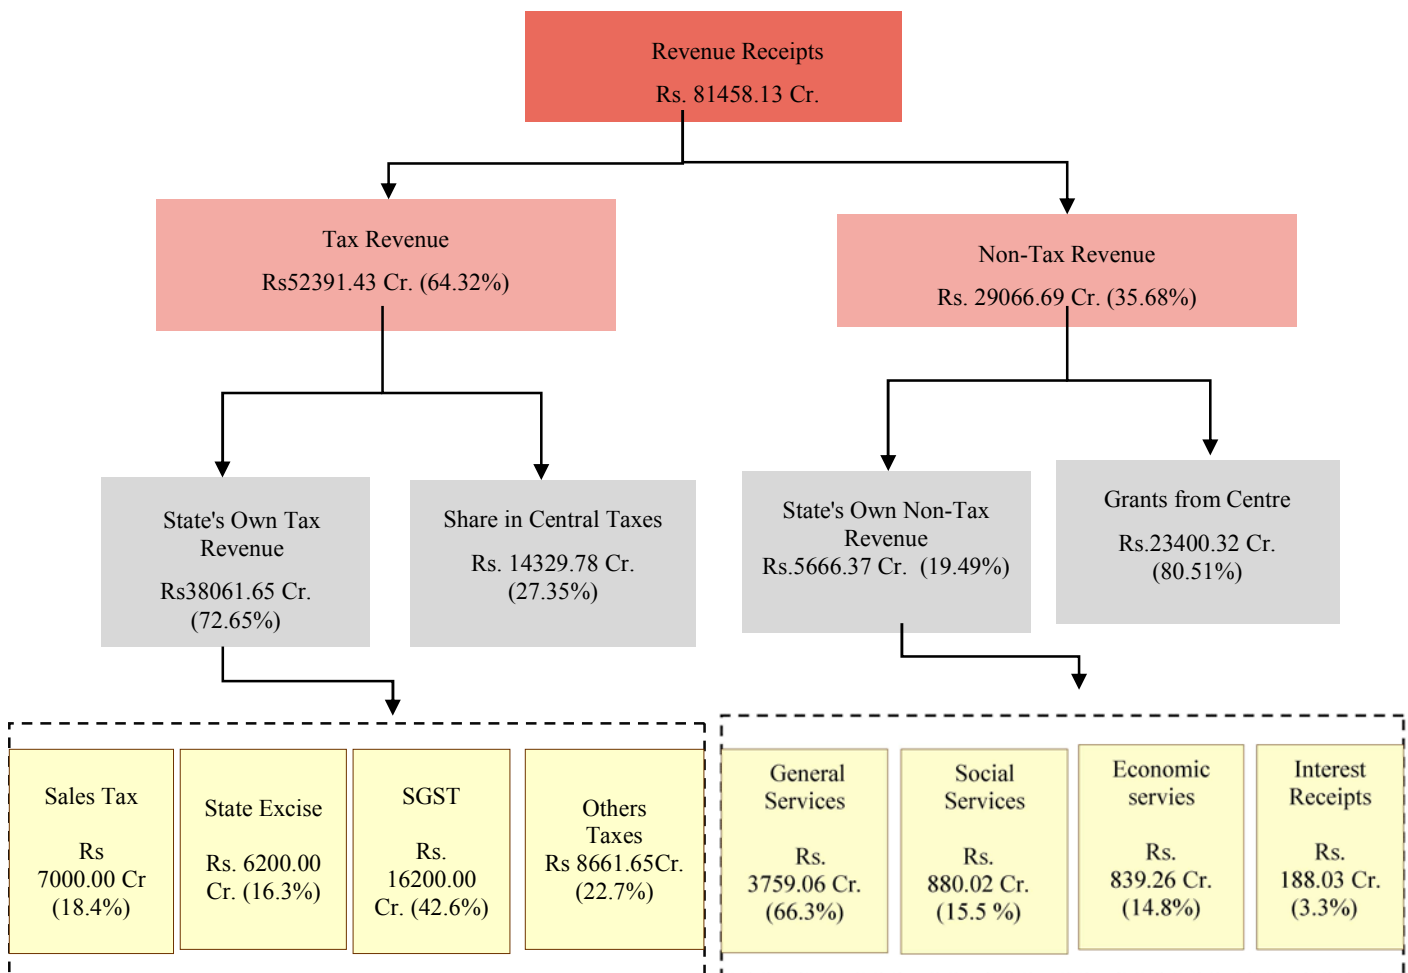 Revenue Receipts
Rs. 81458.13 Cr.
Tax Revenue
Rs52391.43 Cr. (64.32%)
Non-Tax Revenue
Rs. 29066.69 Cr. (35.68%)
State's Own Tax
Revenue
Rs38061.65 Cr.
(72.65%)
Share in Central Taxes
Rs. 14329.78 Cr.
(27.35%)
State's Own Non-Tax
Revenue
Rs.5666.37 Cr. (19.49%)
Grants from Centre
Rs.23400.32 Cr.
(80.51%)
Sales Tax
Rs
7000.00 Cr
(18.4%)
State Excise
Rs. 6200.00
Cr. (16.3%)
SGST
Rs.
16200.00
Cr. (42.6%)
Others
Taxes
Rs 8661.65Cr.
(22.7%)
General
Services
Rs.
3759.06 Cr.
(66.3%)
Social
Services
Rs.
880.02 Cr.
(15.5 %)
Economic
servies
Rs.
839.26 Cr.
(14.8%)
Interest
Receipts
Rs.
188.03 Cr.
(3.3%)